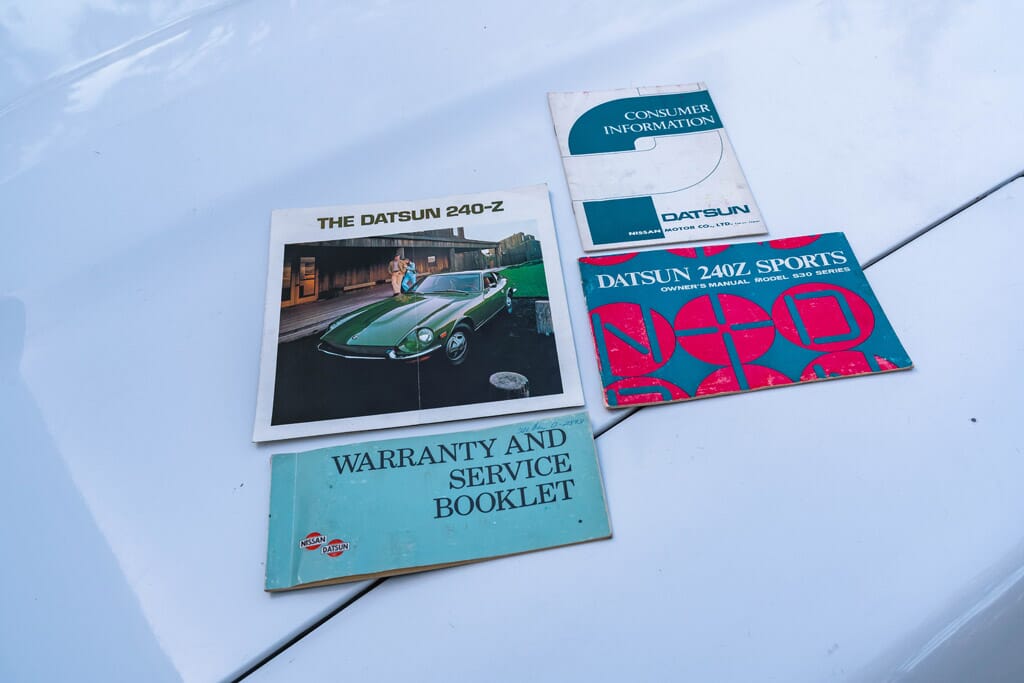 CONSUMER
INFORMATION
DATSUN
NISSAN MOTOR CO., LTD.
THE DATSUN 240-Z
DATSUN 240Z SPORTS
OWNER'S MANUAL MODEL S30 SERIES
WARRANTY AND
SERVICE
BOOKLET
NISSAN
DATSUN